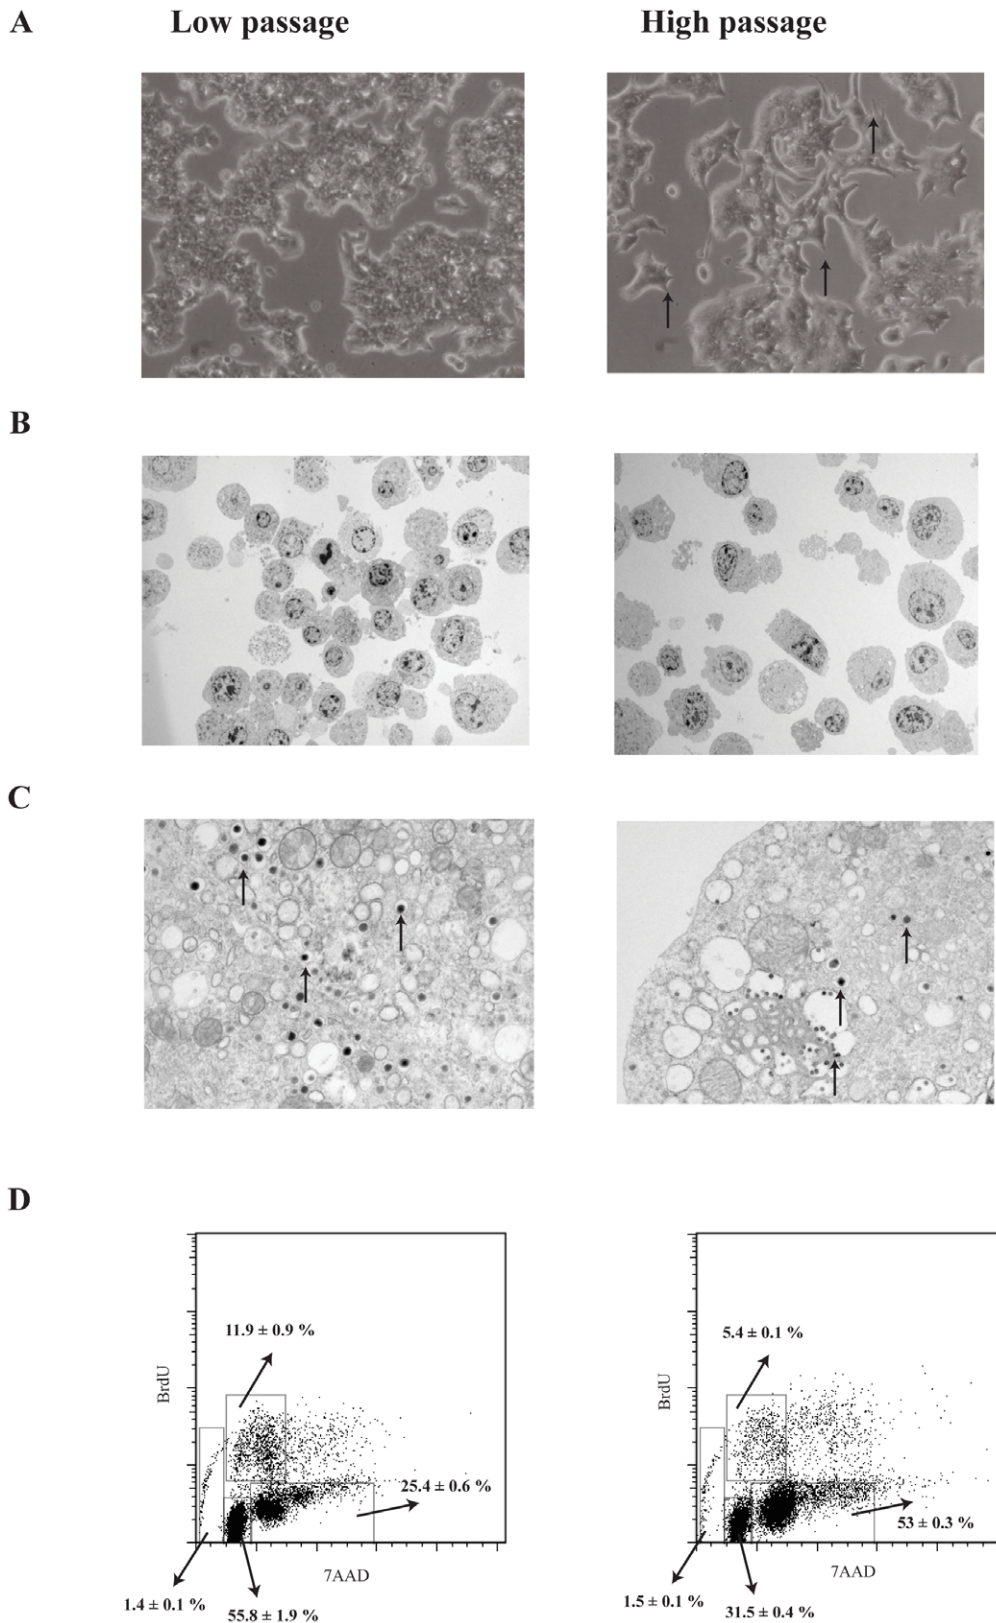 A
Low passage
High passage
B
C
D
11.9 ± 0.9 %
BrdU
25.4 ± 0.6 %
7AAD
1.4 ± 0.1 %
55.8 ± 1.9 %
5.4 ± 0.1 %
BrdU
53 ± 0.3 %
7AAD
1.5 ± 0.1 %
31.5 ± 0.4 %